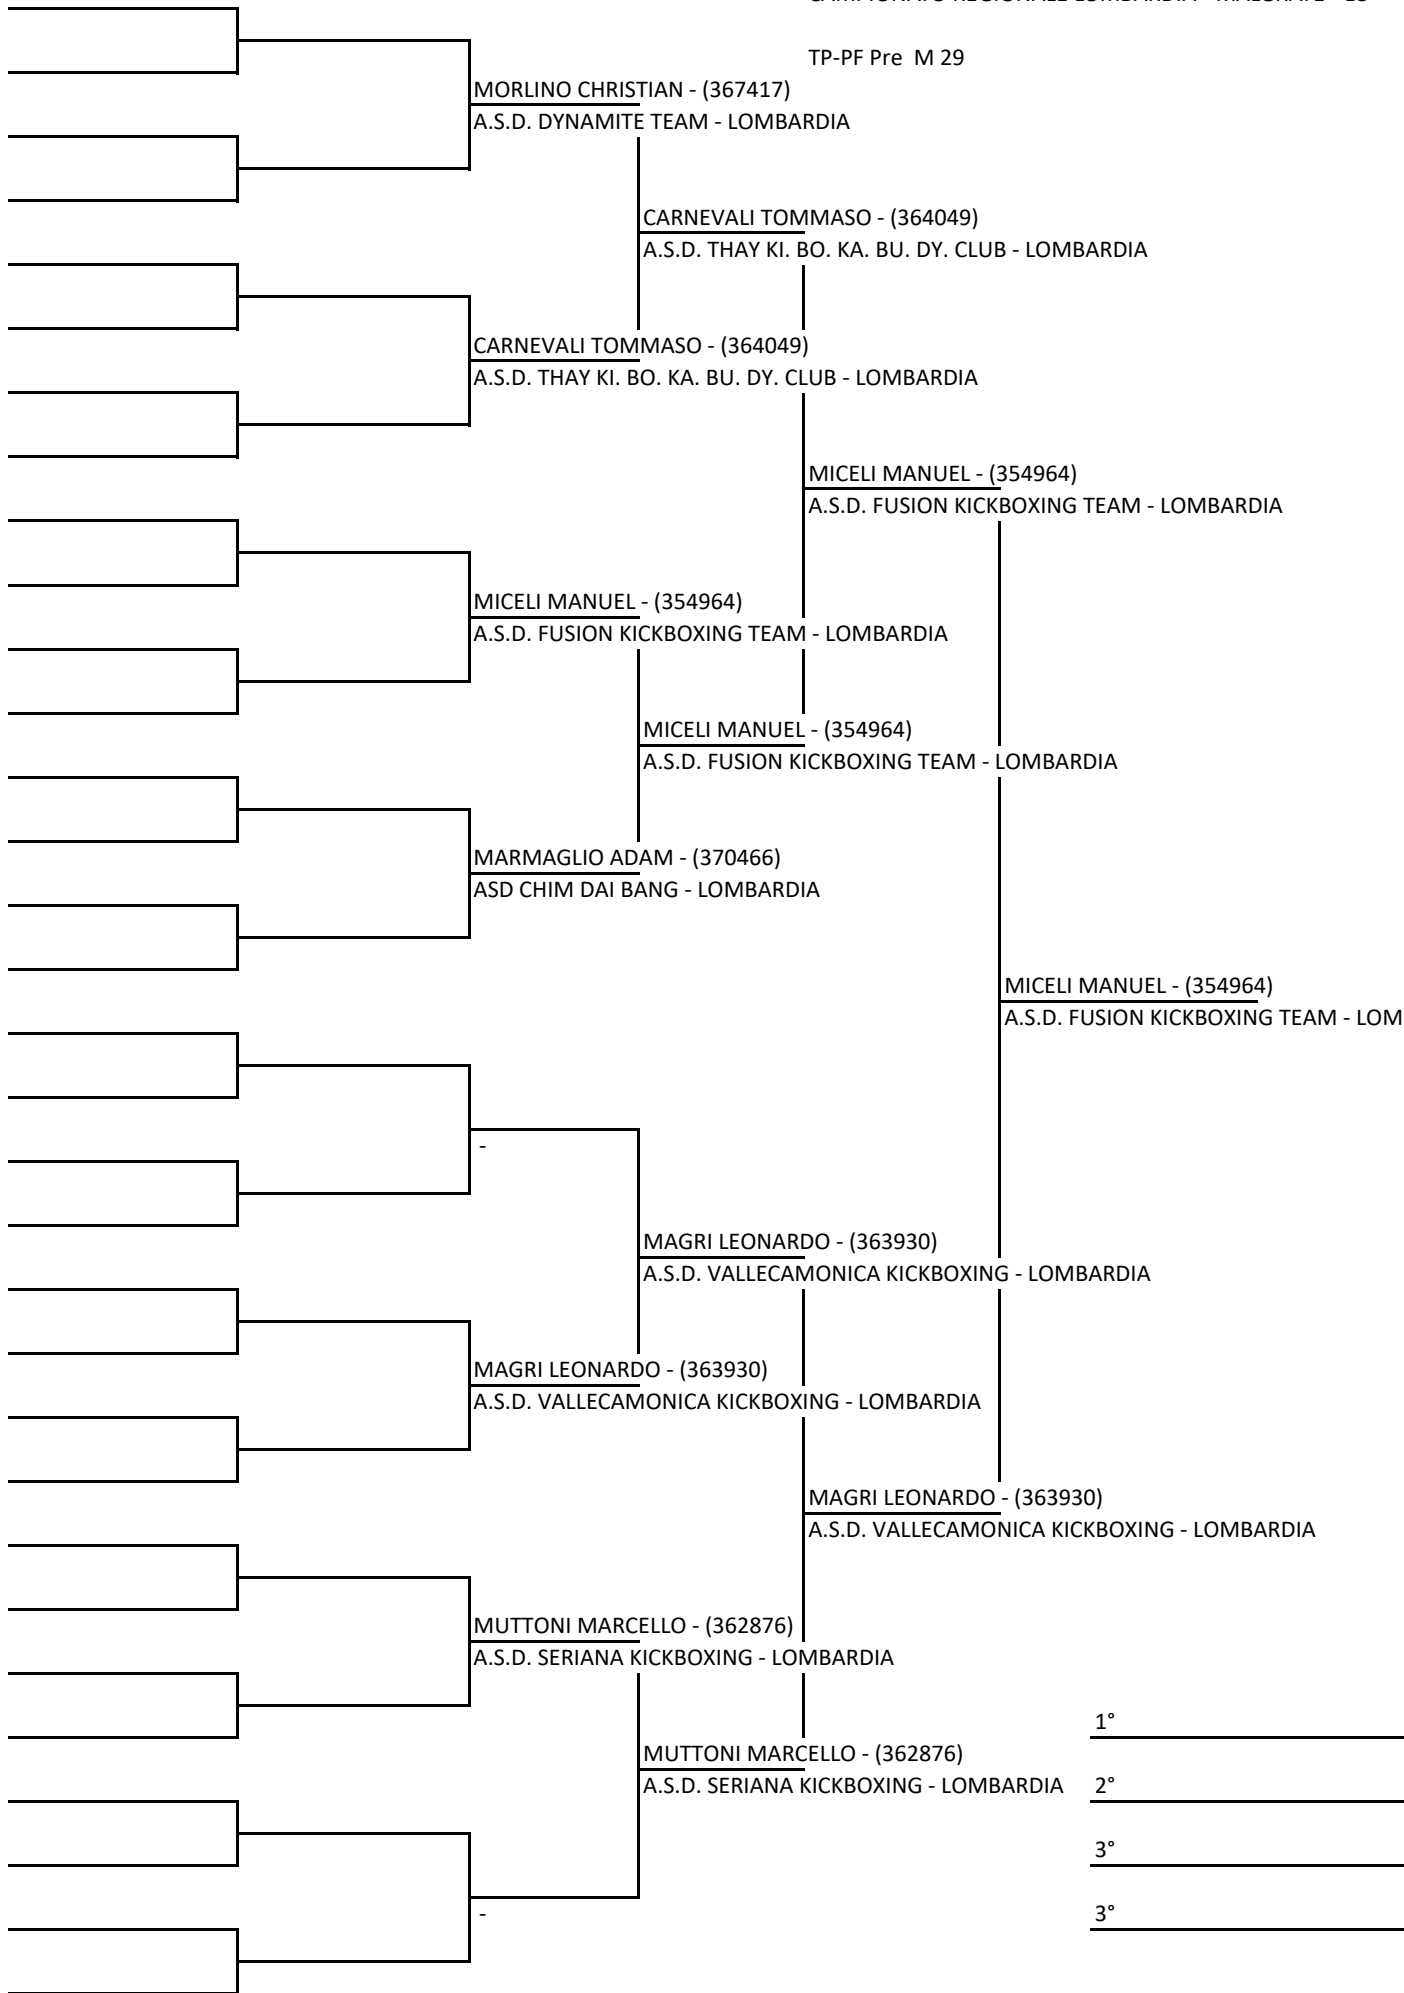 TP-PF Pre M 29
MORLINO CHRISTIAN - (367417)
A.S.D. DYNAMITE TEAM - LOMBARDIA
CARNEVALI TOMMASO - (364049)
A.S.D. THAY KI. BO. KA. BU. DY. CLUB - LOMBARDIA
CARNEVALI TOMMASO - (364049)
A.S.D. THAY KI. BO. KA. BU. DY. CLUB - LOMBARDIA
MICELI MANUEL - (354964)
A.S.D. FUSION KICKBOXING TEAM - LOMBARDIA
MICELI MANUEL - (354964)
A.S.D. FUSION KICKBOXING TEAM - LOMBARDIA
MICELI MANUEL - (354964)
A.S.D. FUSION KICKBOXING TEAM - LOMBARDIA
MARMAGLIO ADAM - (370466)
ASD CHIM DAI BANG - LOMBARDIA
MICELI MANUEL - (354964)
A.S.D. FUSION KICKBOXING TEAM - LOM
-
MAGRI LEONARDO - (363930)
A.S.D. VALLECAMONICA KICKBOXING - LOMBARDIA
MAGRI LEONARDO - (363930)
A.S.D. VALLECAMONICA KICKBOXING - LOMBARDIA
MAGRI LEONARDO - (363930)
A.S.D. VALLECAMONICA KICKBOXING - LOMBARDIA
MUTTONI MARCELLO - (362876)
A.S.D. SERIANA KICKBOXING - LOMBARDIA
1°
MUTTONI MARCELLO - (362876)
A.S.D. SERIANA KICKBOXING - LOMBARDIA
2°
3°
3°
-